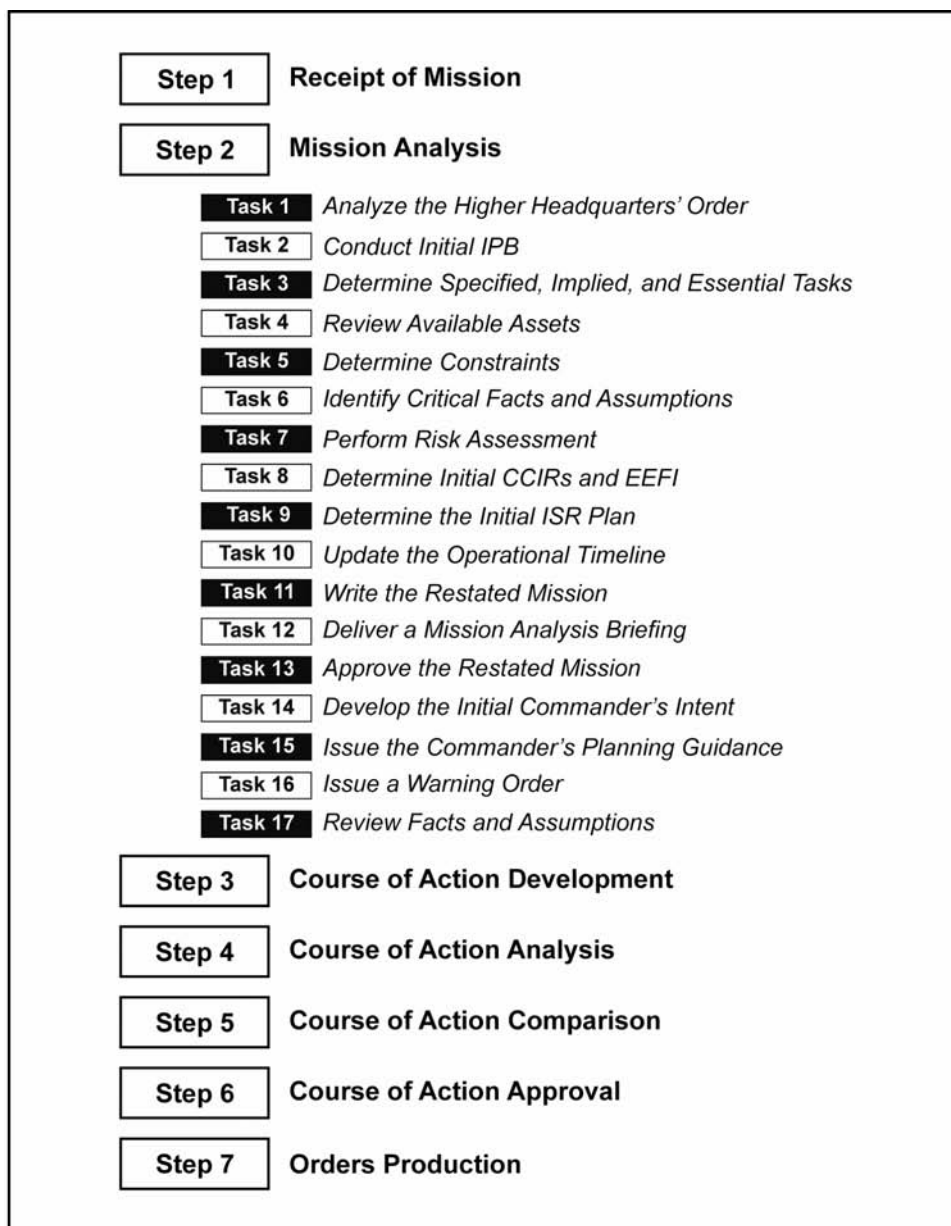 Step 1 Receipt of Mission
Step 2 Mission Analysis
Task 1 Analyze the Higher Headquarters’ Order
Task 2 Conduct Initial IPB
Task 3 Determine Specified, Implied, and Essential Tasks
Task 4 Review Available Assets
Task 5 Determine Constraints
Task 6 Identify Critical Facts and Assumptions
Task 7 Perform Risk Assessment
Task 8 Determine Initial CCIRs and EEFI
Task 9 Determine the Initial ISR Plan
Task 10 Update the Operational Timeline
Task 11 Write the Restated Mission
Task 12 Deliver a Mission Analysis Briefing
Task 13 Approve the Restated Mission
Task 14 Develop the Initial Commander’s Intent
Task 15 Issue the Commander’s Planning Guidance
Task 16 Issue a Warning Order
Task 17 Review Facts and Assumptions
Step 3 Course of Action Development
Step 4 Course of Action Analysis
Step 5 Course of Action Comparison
Step 6 Course of Action Approval
Step 7 Orders Production